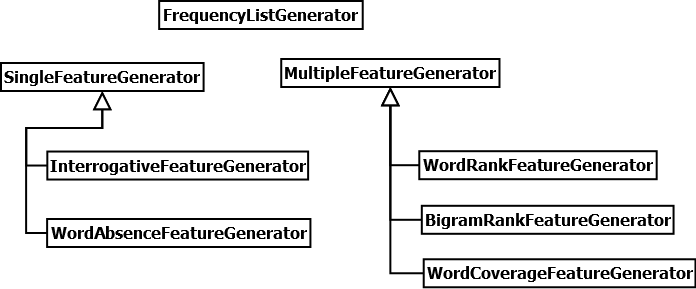 FrequencyListGenerator
SingleFeatureGenerator
MultipleFeatureGenerator
InterrogativeFeatureGenerator
WordRankFeatureGenerator
BigramRankFeatureGenerator
WordAbsenceFeatureGenerator
WordCoverageFeatureGenerator